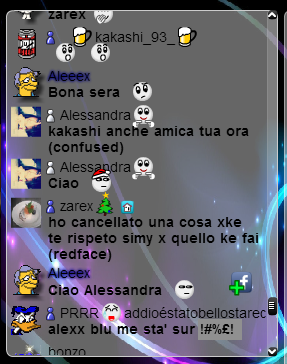 zarex
kakashi_93_
Aleeex
Bona sera
Alessandra
kakashi anche amica tua ora
(confused)
Alessandra
Ciao
zarex
ho cancellato una cosa xke
te rispeto simy x quello ke fai
(redface)
Aleeex
Ciao Alessandra
PRRR addioéstatobellostarec
alexx blu me sta' sur !#%£!
bonzo